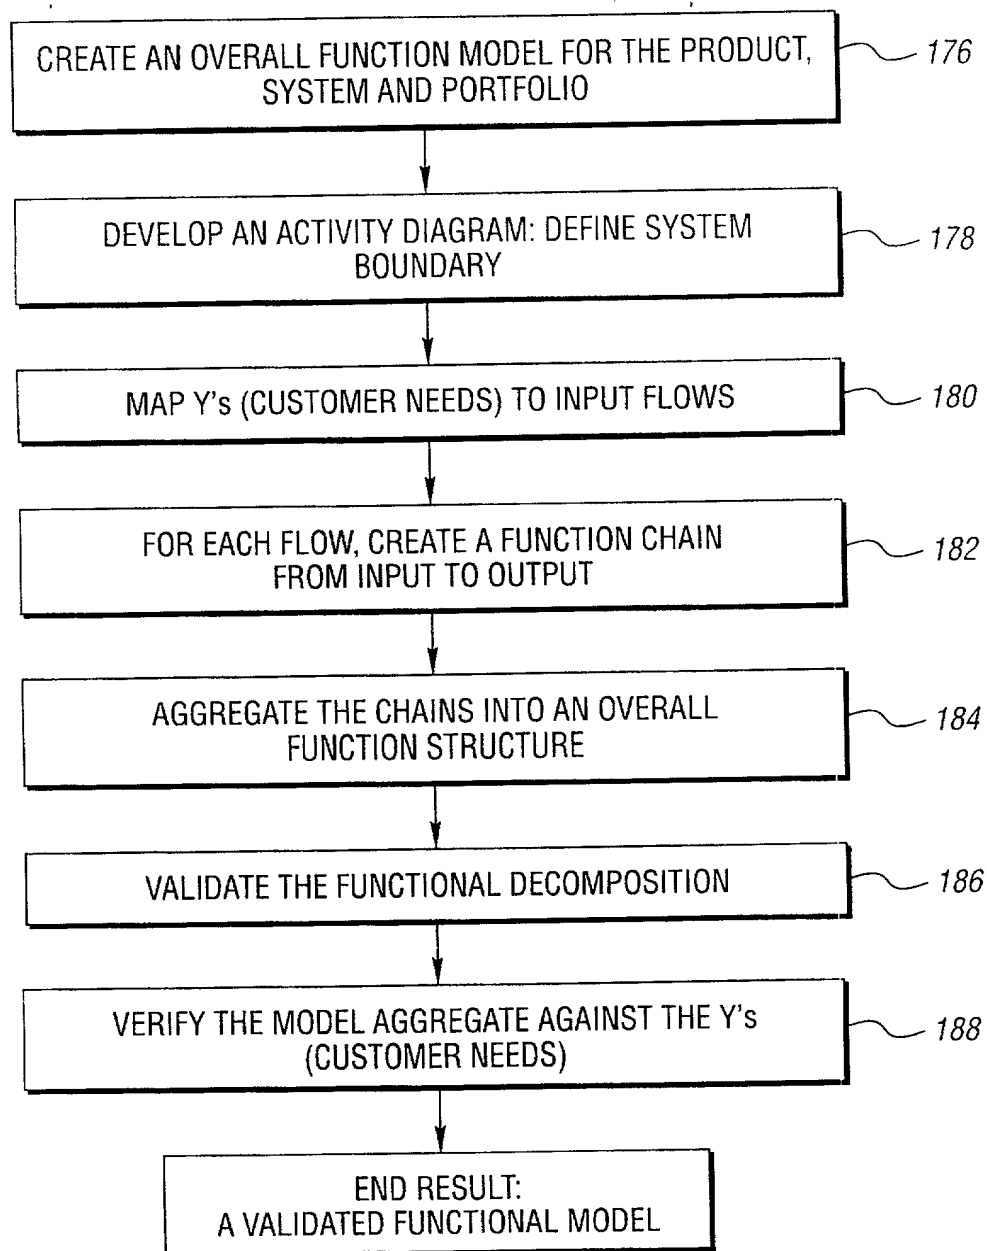 CREATE AN OVERALL FUNCTION MODEL FOR THE PRODUCT,
SYSTEM AND PORTFOLIO
176
DEVELOP AN ACTIVITY DIAGRAM: DEFINE SYSTEM
BOUNDARY
178
MAP Y's (CUSTOMER NEEDS) TO INPUT FLOWS
180
FOR EACH FLOW, CREATE A FUNCTION CHAIN
FROM INPUT TO OUTPUT
182
AGGREGATE THE CHAINS INTO AN OVERALL
FUNCTION STRUCTURE
184
VALIDATE THE FUNCTIONAL DECOMPOSITION
186
VERIFY THE MODEL AGGREGATE AGAINST THE Y's
(CUSTOMER NEEDS)
188
END RESULT:
A VALIDATED FUNCTIONAL MODEL